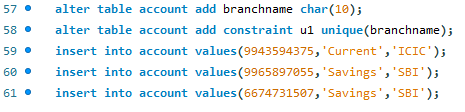 57 alter table account add branchname char(10);
58 alter table account add constraint u1 unique(branchname);
59 insert into account values(9943594375,'Current','ICIC');
60 insert into account values(9965897055,'Savings','SBI');
61 insert into account values(6674731507,'Savings','SBI');